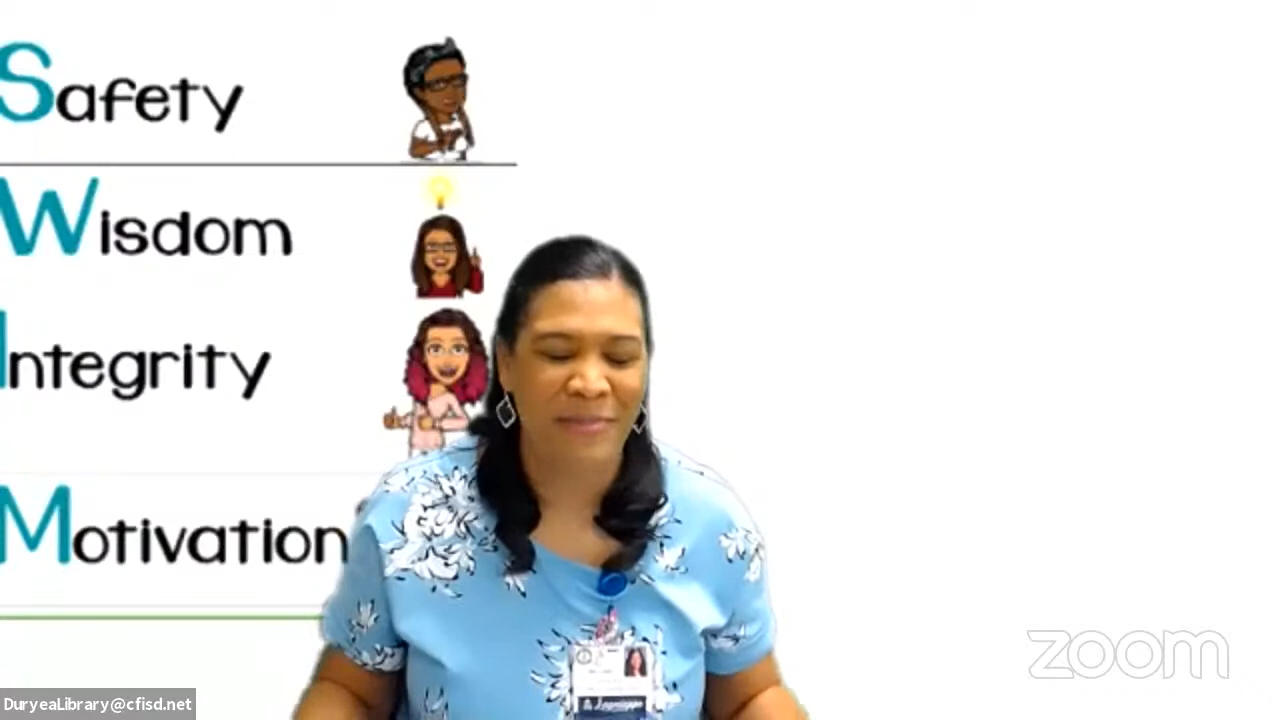 Safety
Wisdom
Integrity
Motivation
zoom
DuryeaLibrary@cfisd.net